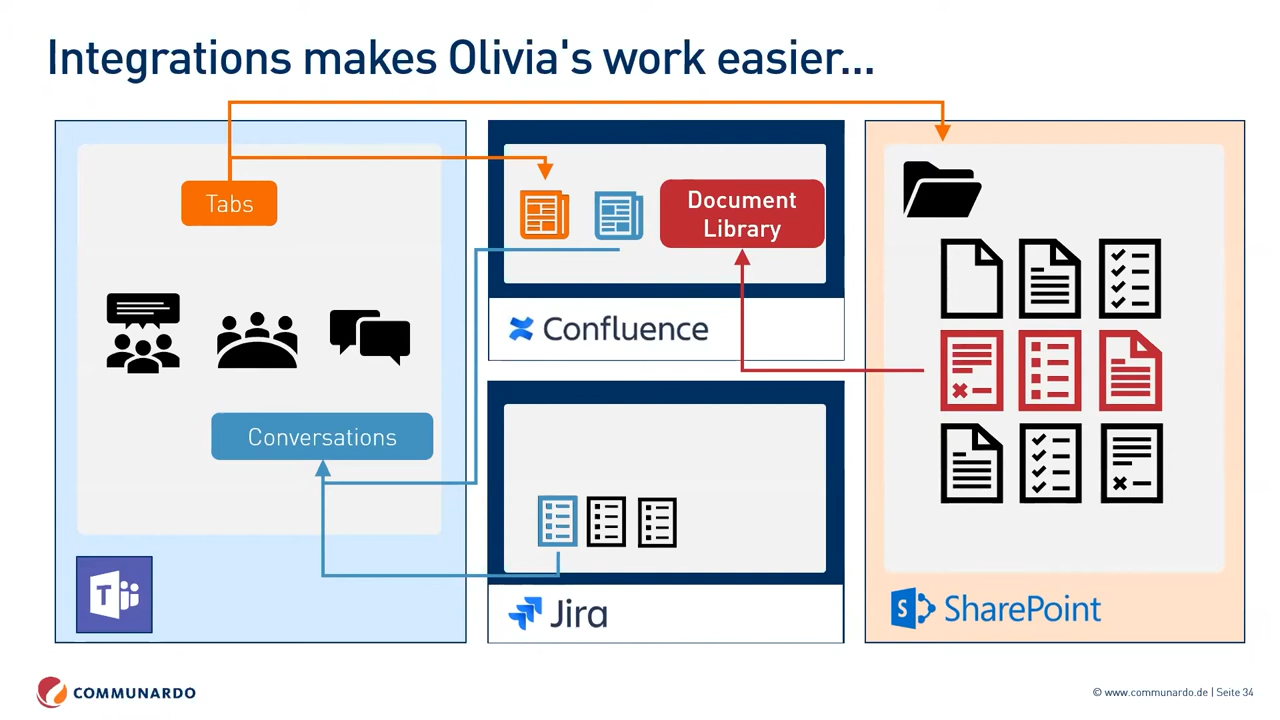 Integrations makes Olivia's work easier...
Tabs
Conversations
T
Document
Library
Confluence
Jira
S
SharePoint
COMMUNARDO
© www.communardo.de | Seite 34